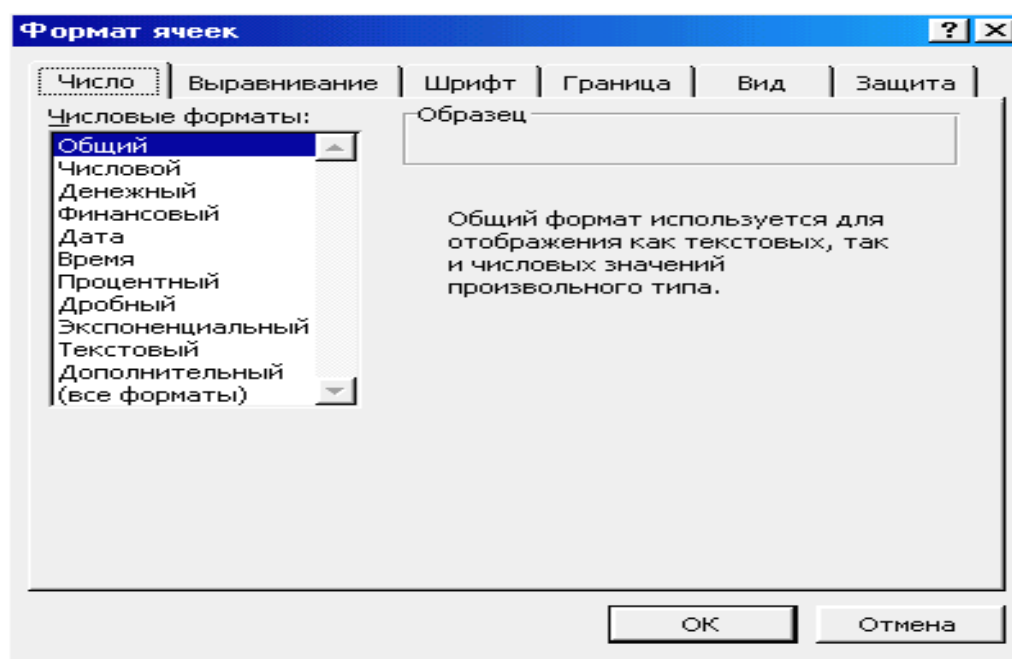 Формат ячеек
Число
Выравнивание
Шрифт
Граница
Вид
Защита
Числовые форматы:
Общий
Числовой
Денежный
Финансовый
Дата
Время
Процентный
Дробный
Экспоненциальный
Текстовый
Дополнительный
(все форматы)
Образец
Общий формат используется для
отображения как текстовых, так
и числовых значений
произвольного типа.
ОК
Отмена